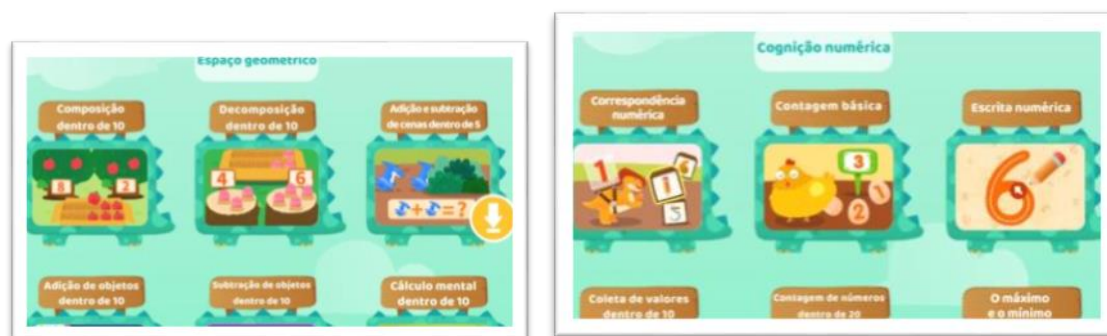 Espaço geométrico
Composição
dentro de 10
Decomposição
dentro de 10
Adição e subtração
de cenas dentro de 5
8
2
4
6
+
=?
Adição de objetos
dentro de 10
Subtração de objetos
dentro de 10
Cálculo mental
dentro de 10
Cognição numérica
Correspondência
numérica
Contagem básica
Escrita numérica
1
1
5
3
2
1
6
Coleta de valores
dentro de 10
Contagem de números
dentro de 20
O máximo
e o mínimo